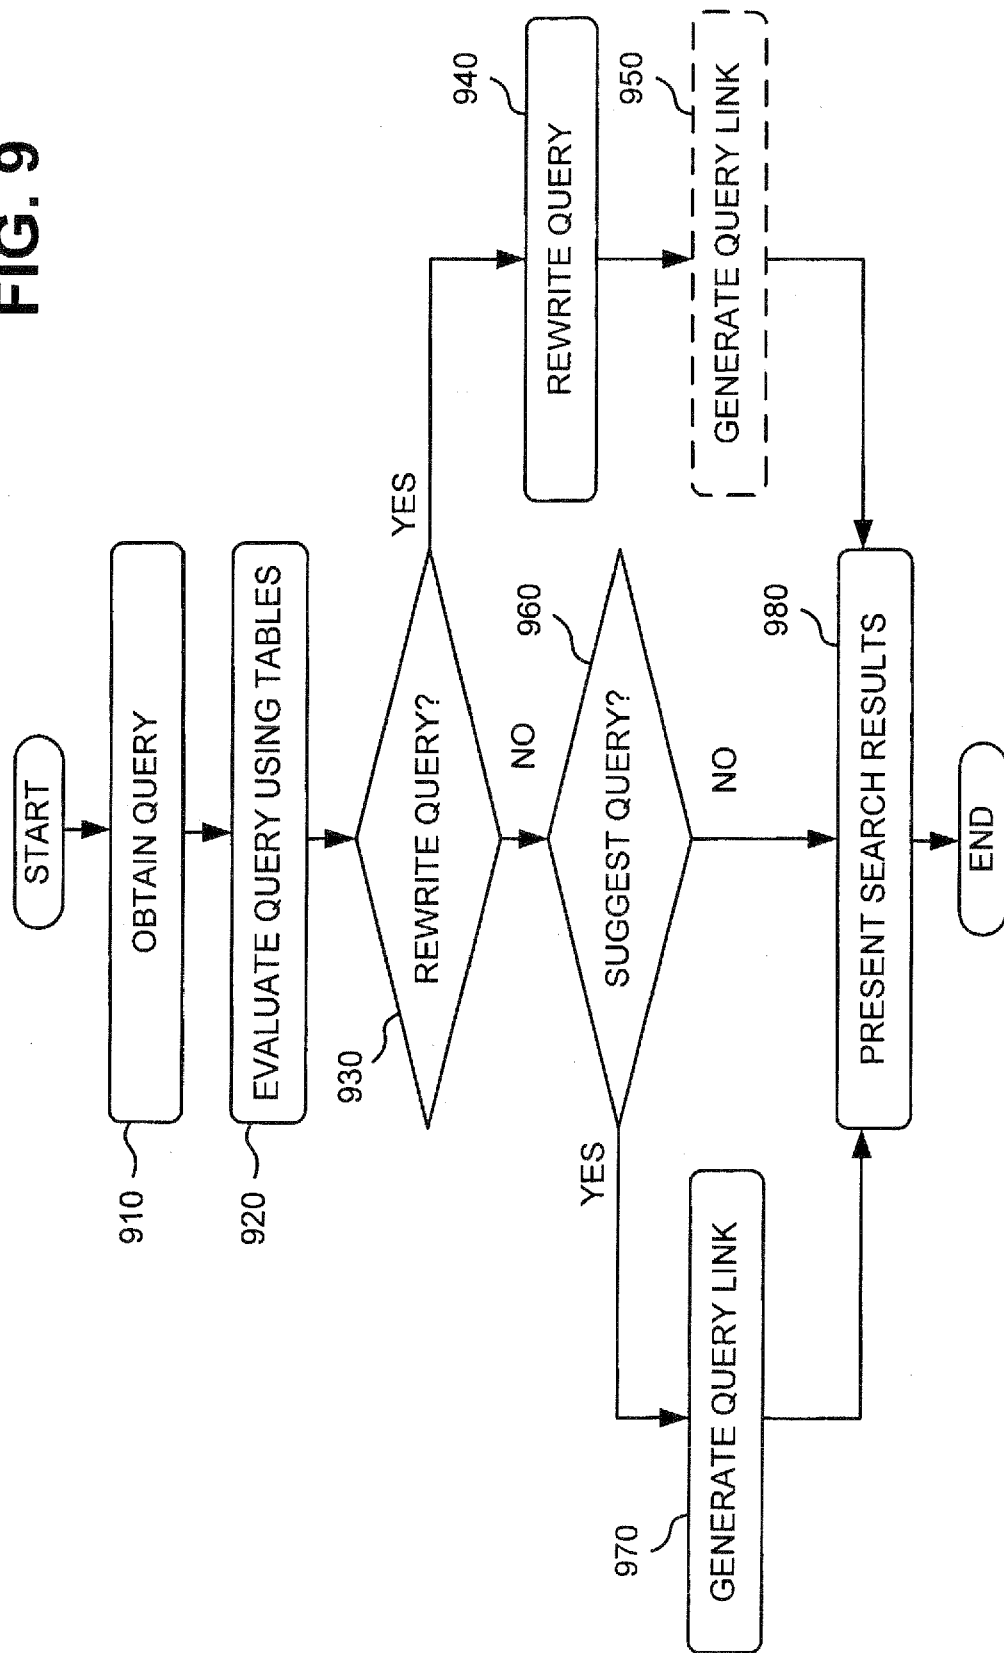 FIG. 9
START
OBTAIN QUERY
910
EVALUATE QUERY USING TABLES
920
REWRITE QUERY?
930
YES
NO
REWRITE QUERY
940
GENERATE QUERY LINK
950
SUGGEST QUERY?
960
YES
NO
GENERATE QUERY LINK
970
PRESENT SEARCH RESULTS
980
END